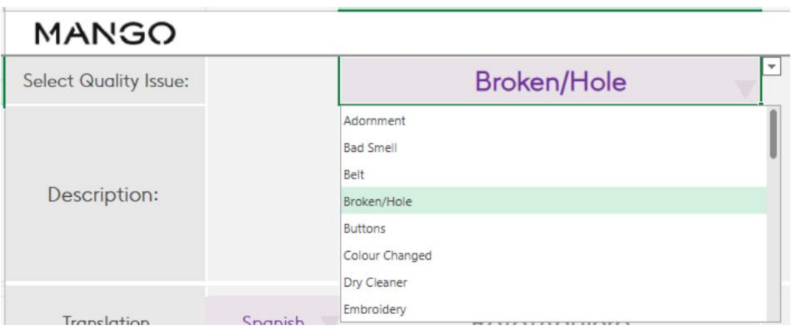 MANGO
Select Quality Issue:
Broken/Hole
Adornment
Bad Smell
Belt
Description:
Broken/Hole
Buttons
Colour Changed
Dry Cleaner
Embroidery
Translation
Spanish